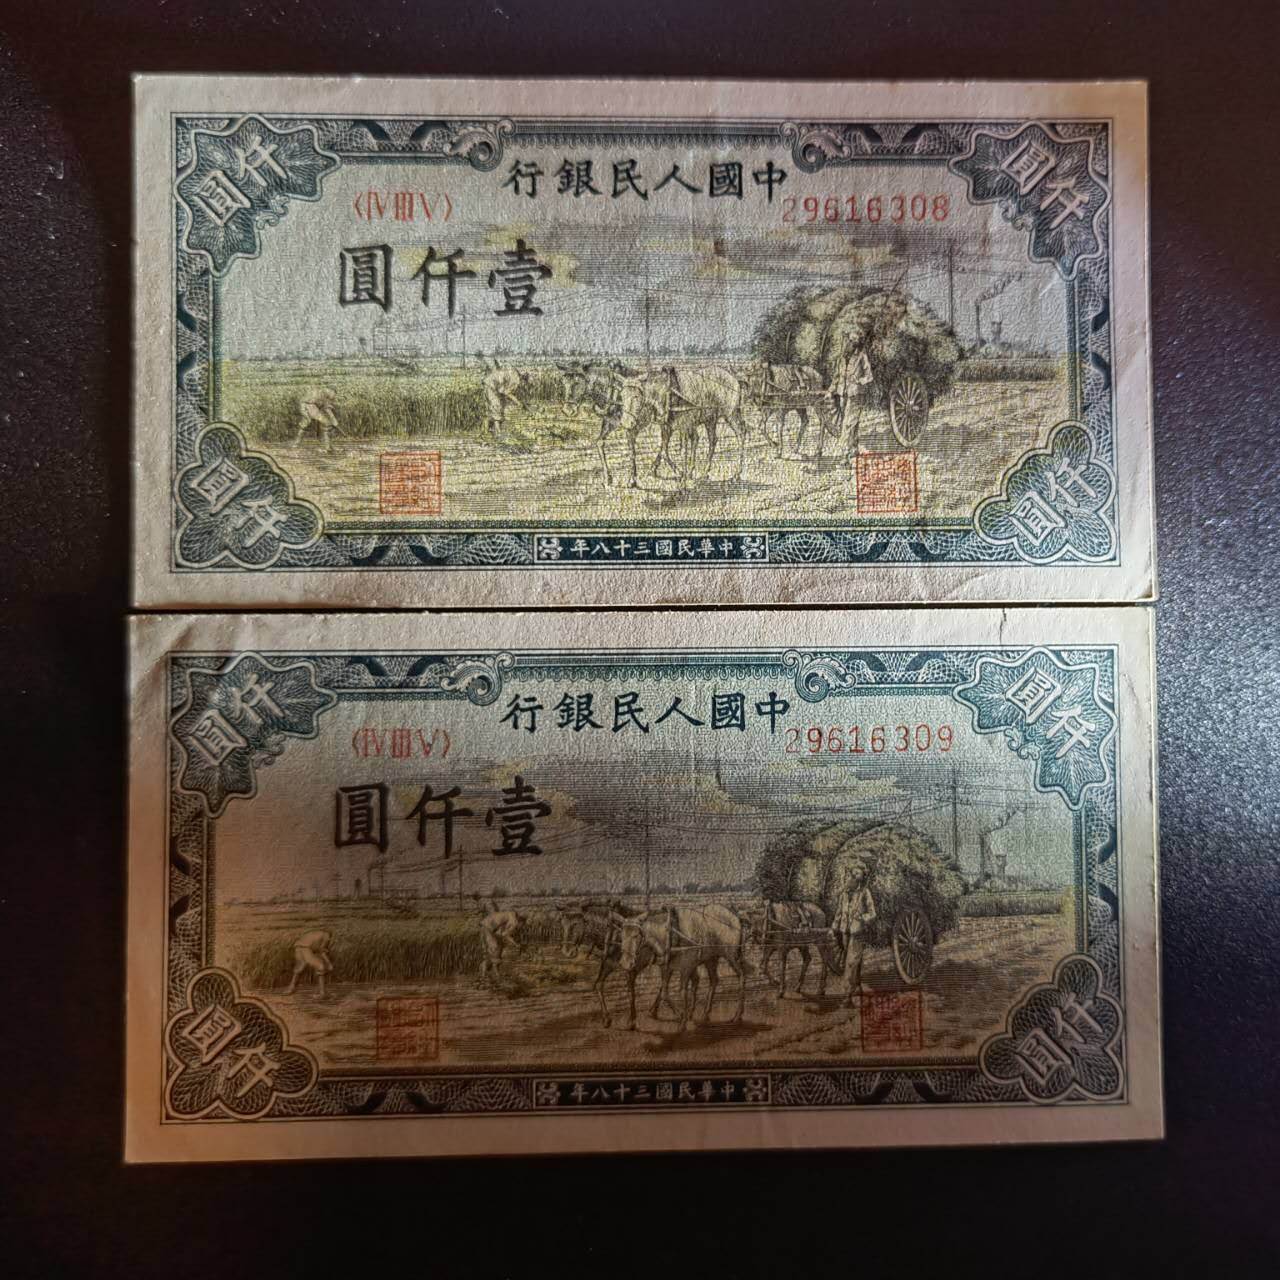 行銀民人國中
〈ⅣⅢⅤ〉 29616308
圓仟壹
仟圓
圓仟
圓仟
仟圓
年八十三國民華中
行銀民人國中
〈ⅣⅢⅤ〉 29616309
圓仟壹
仟圓
圓仟
圓仟
仟圓
年八十三國民華中